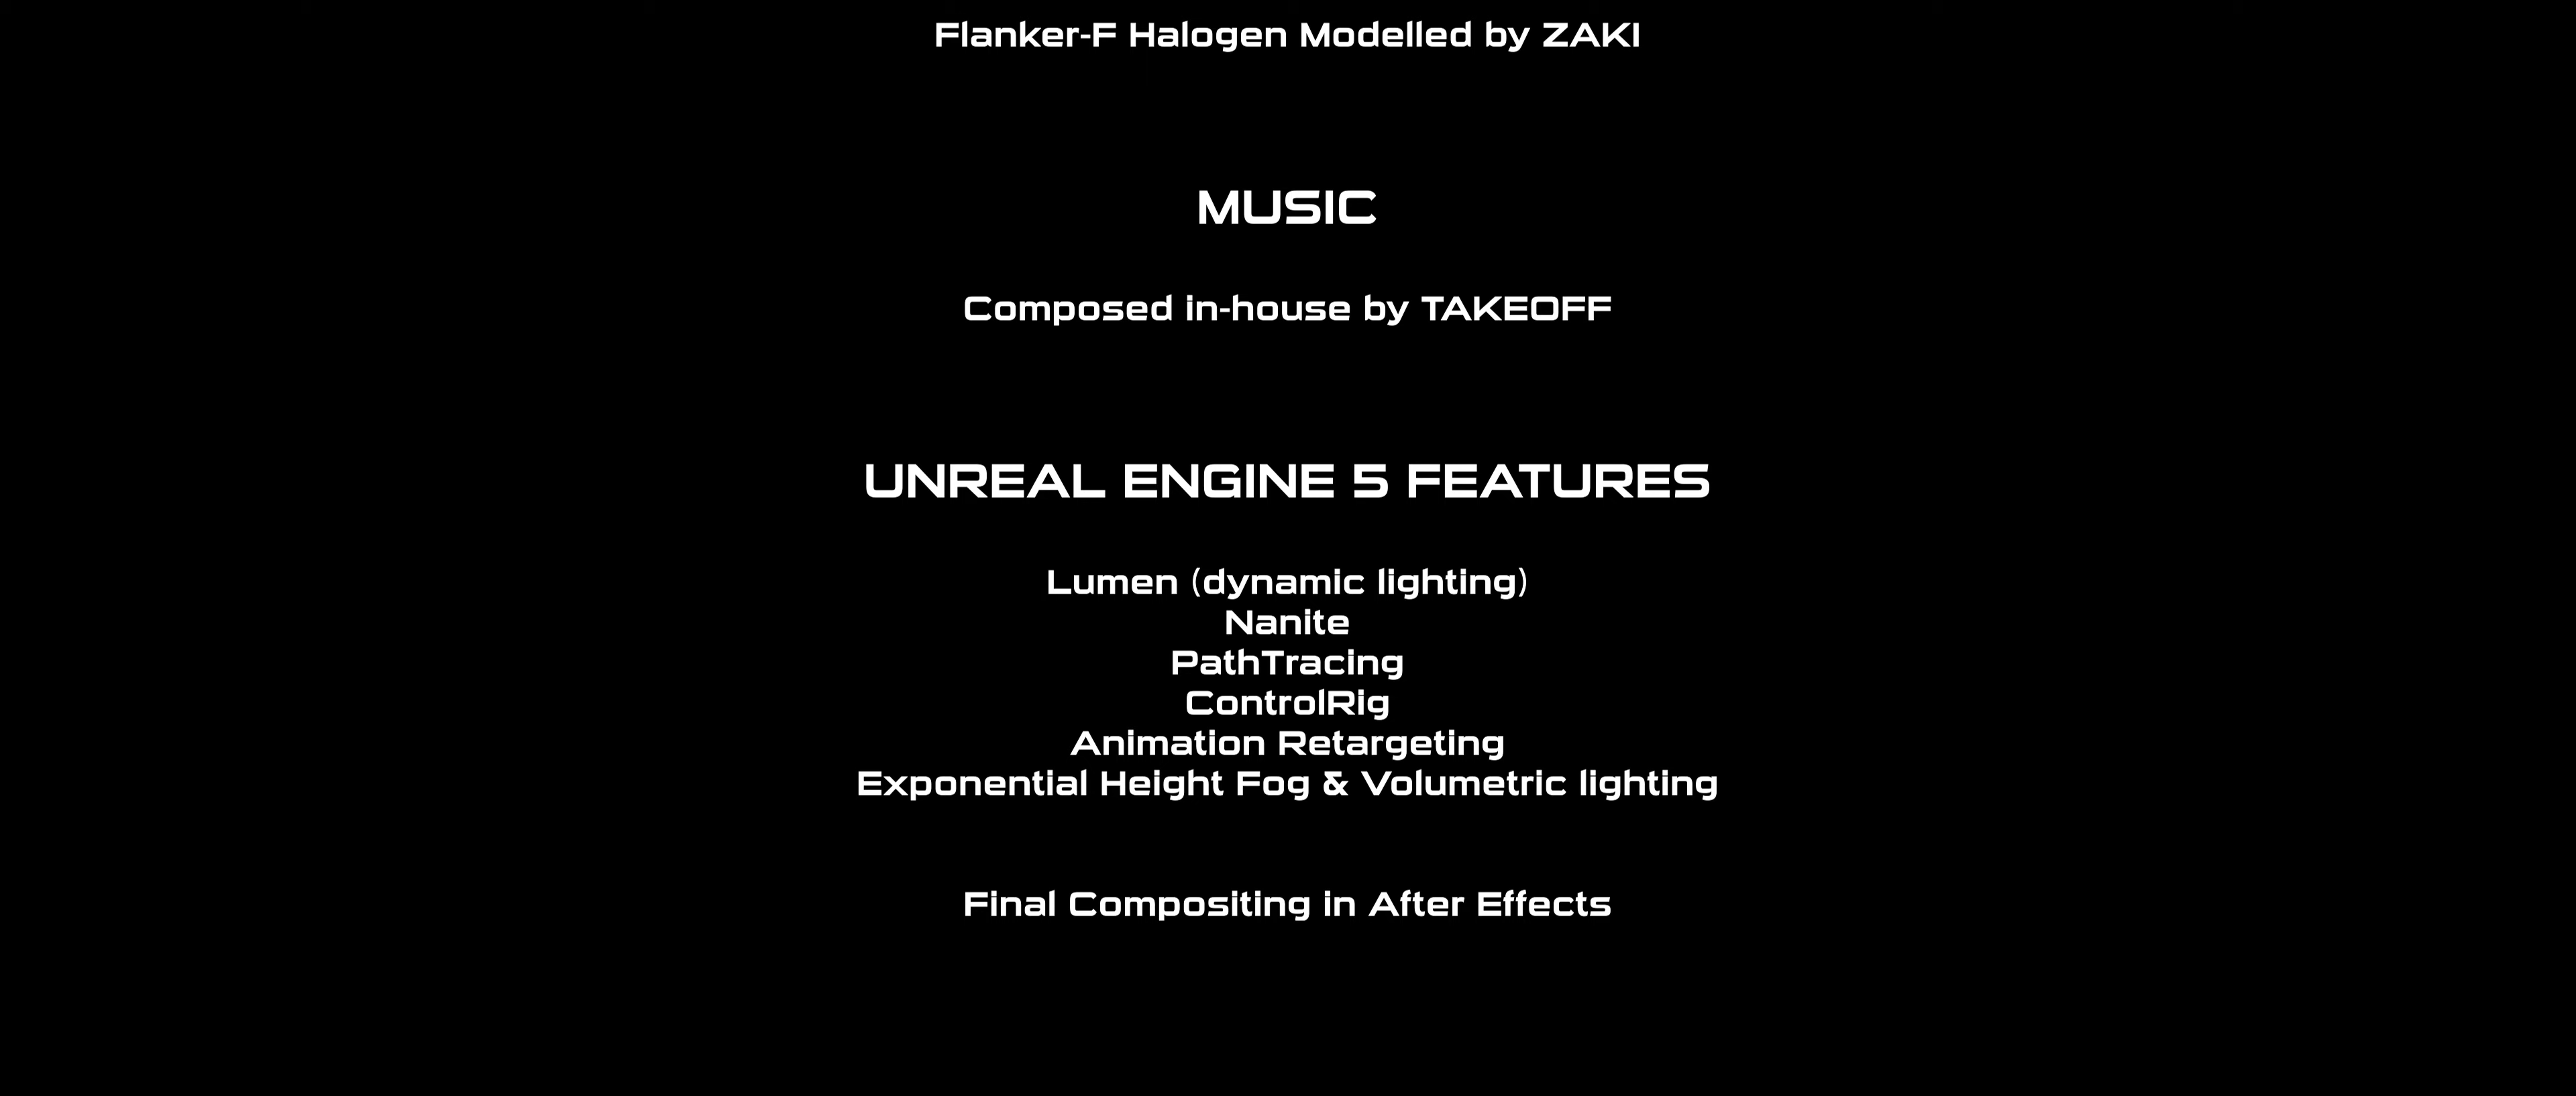 Flanker-F Halogen Modelled by ZAKI
MUSIC
Composed in-house by TAKEOFF
UNREAL ENGINE 5 FEATURES
Lumen (dynamic lighting)
Nanite
PathTracing
ControlRig
Animation Retargeting
Exponential Height Fog & Volumetric lighting
Final Compositing in After Effects